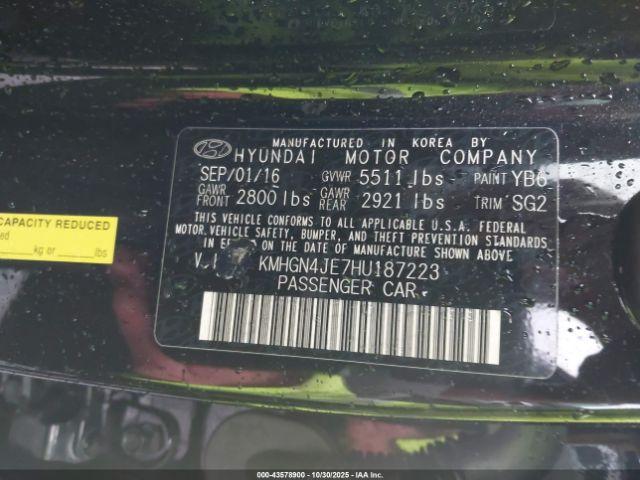 MANUFACTURED IN KOREA BY
HYUNDAI MOTOR COMPANY
SEP/01/16 GVWR 5511 lbs PAINT YB6
GAWR FRONT 2800 lbs GAWR REAR 2921 lbs TRIM SG2
THIS VEHICLE CONFORMS TO ALL APPLICABLE U.S.A. FEDERAL
MOTOR VEHICLE SAFETY, BUMPER, AND THEFT PREVENTION STANDARDS
IN EFFECT ON THE DATE OF MANUFACTURE SHOWN ABOVE
V.I KMHGN4JE7HU187223
PASSENGER CAR
CAPACITY REDUCED
kg or lbs
000-43578900 - 10/30/2025 - IAA Inc.